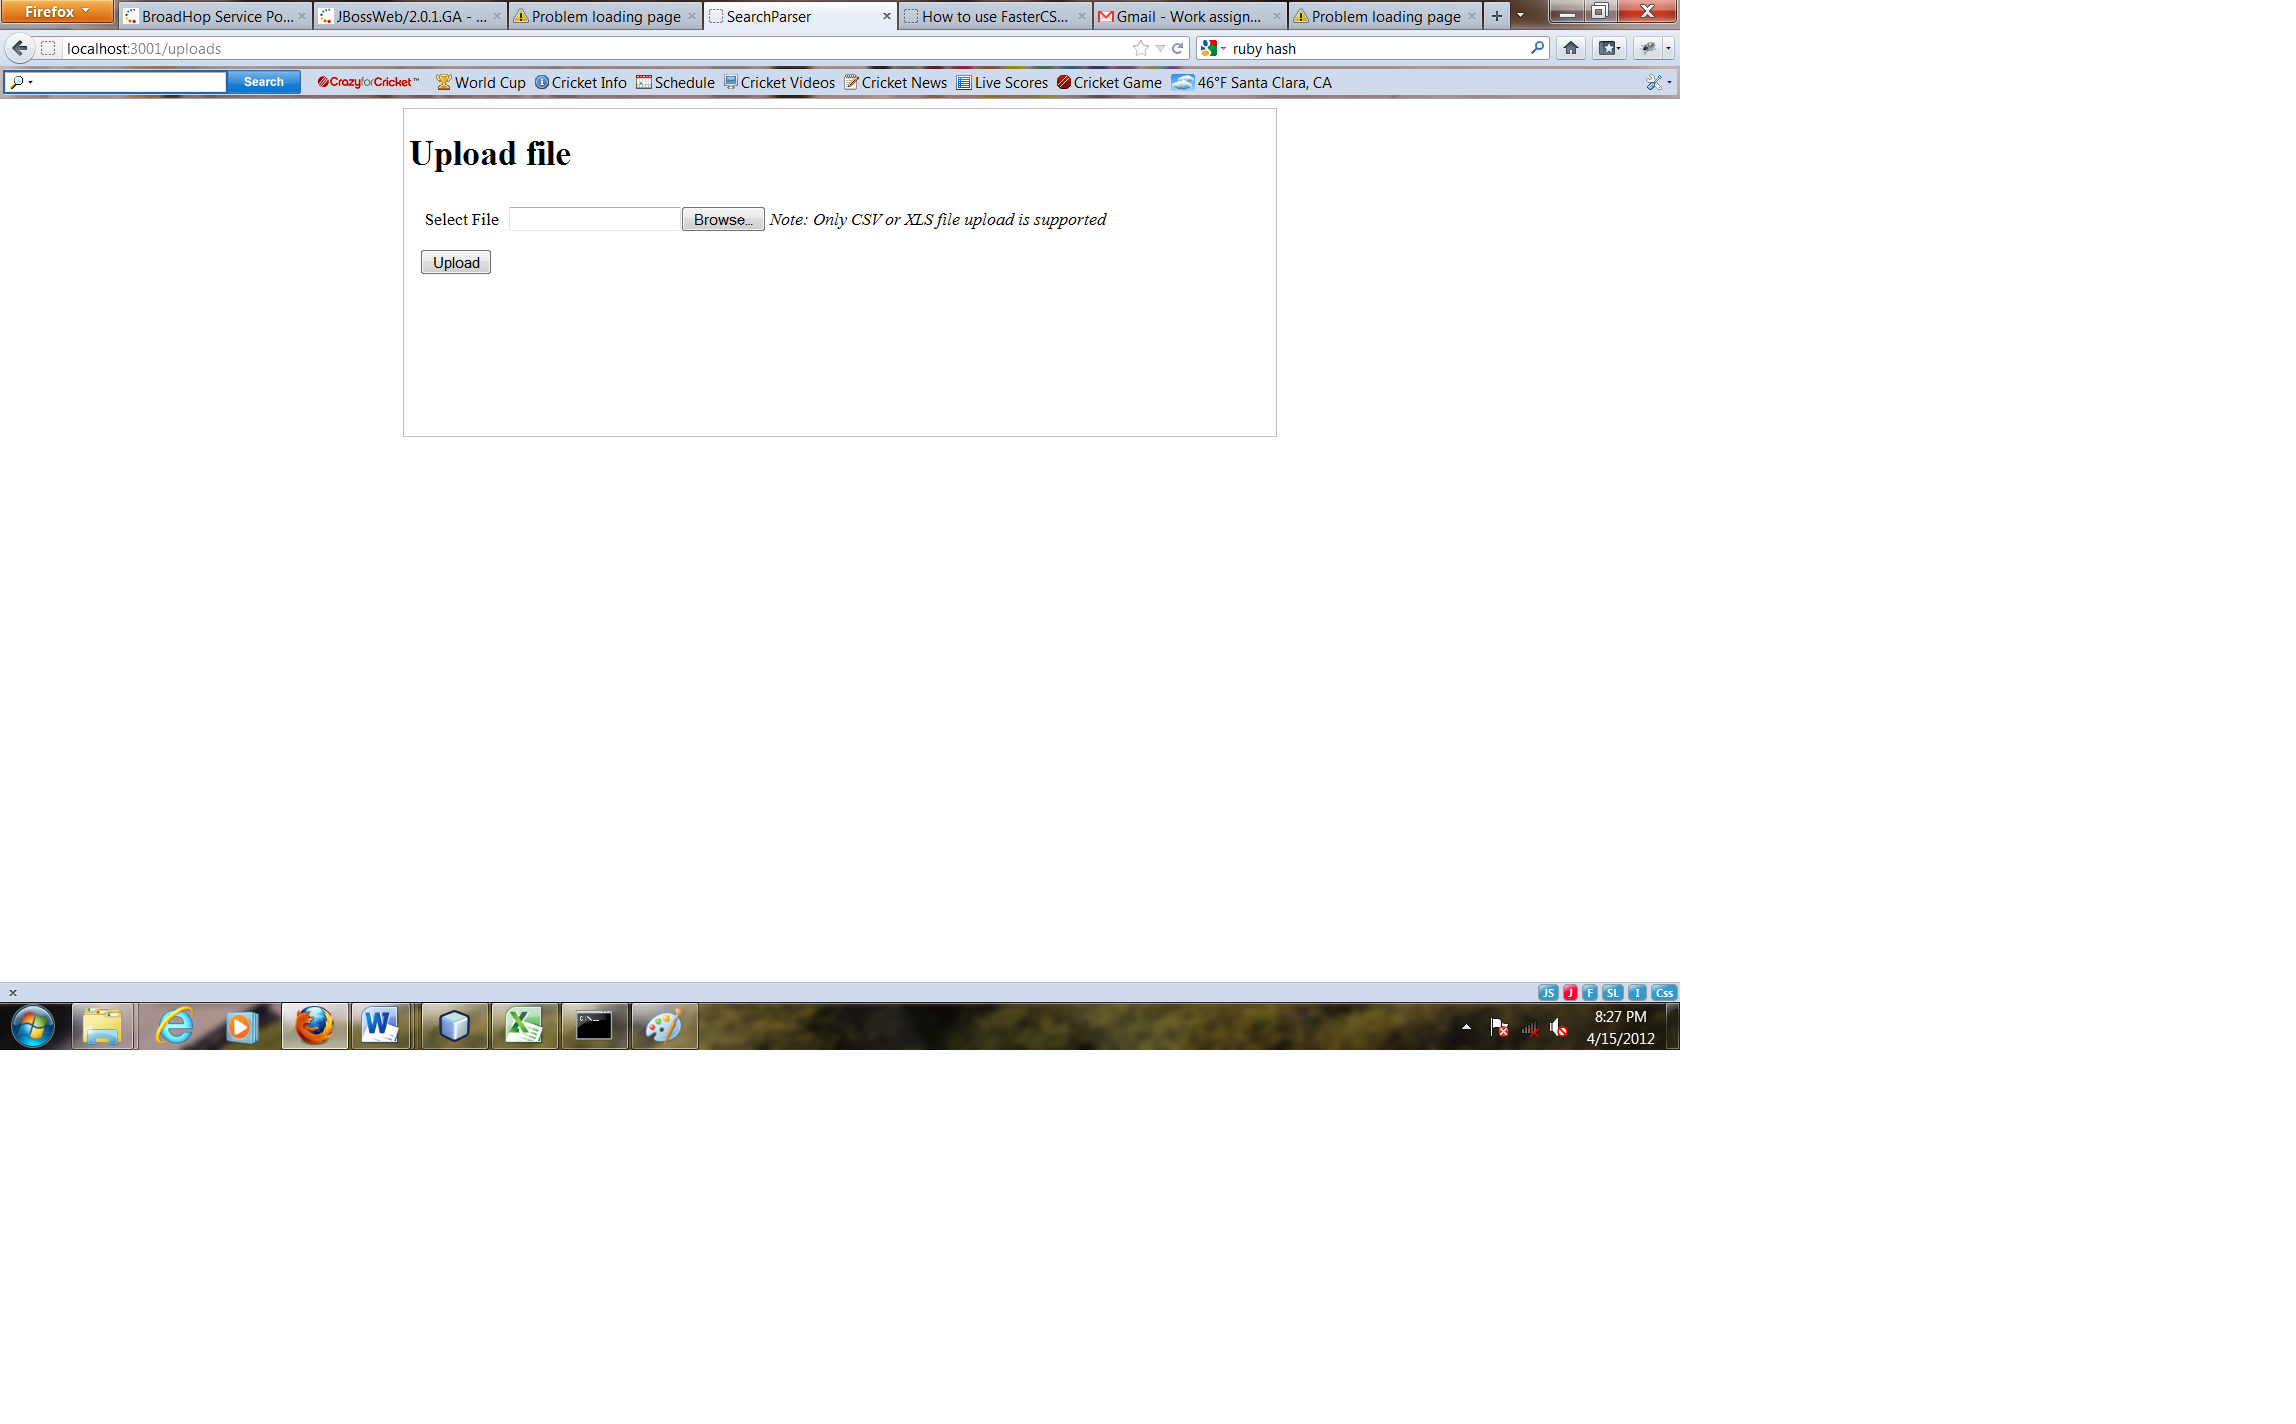 Firefox
BroadHop Service Po...
JBossWeb/2.0.1.GA - ...
Problem loading page
SearchParser
How to use FasterCS...
Gmail - Work assign...
Problem loading page
localhost:3001/uploads
ruby hash
Search
CrazyforCricket™
World Cup
Cricket Info
Schedule
Cricket Videos
Cricket News
Live Scores
Cricket Game
46°F Santa Clara, CA
Upload file
Select File
Browse...
Note: Only CSV or XLS file upload is supported
Upload
JS
J
F
SL
I
Css
8:27 PM
4/15/2012